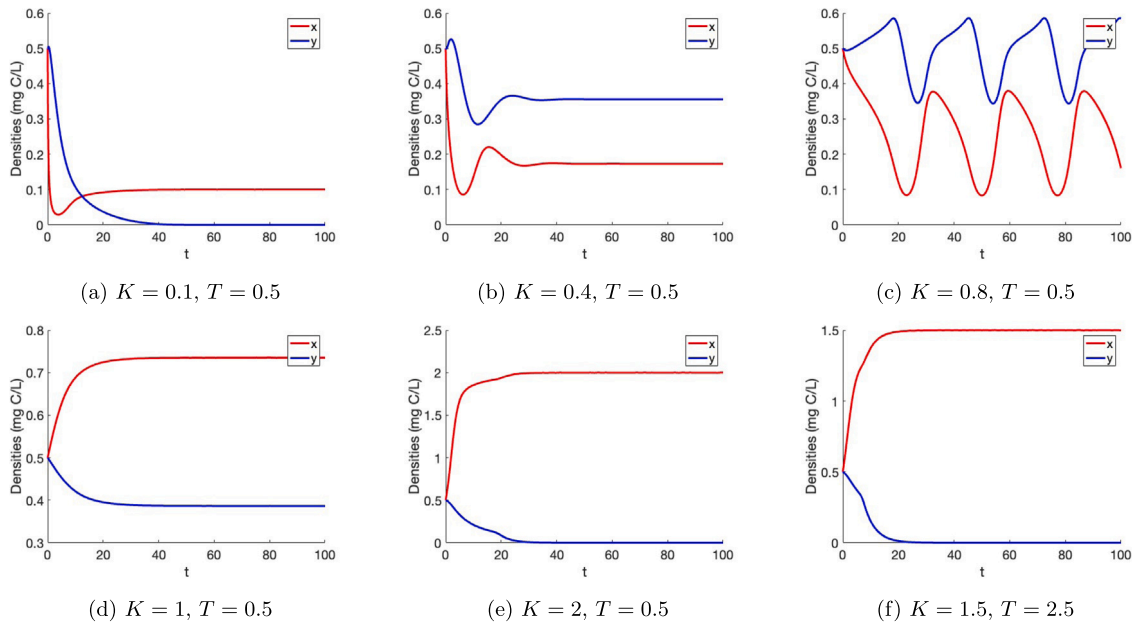 0.6
0.5
0.4
0.3
0.2
0.1
0
Densities (mg C/L)
0 20 40 60 80 100
t
x
y
(a) K = 0.1, T = 0.5
0.6
0.5
0.4
0.3
0.2
0.1
0
Densities (mg C/L)
0 20 40 60 80 100
t
x
y
(b) K = 0.4, T = 0.5
0.6
0.5
0.4
0.3
0.2
0.1
0
Densities (mg C/L)
0 20 40 60 80 100
t
x
y
(c) K = 0.8, T = 0.5
0.8
0.7
0.6
0.5
0.4
0.3
Densities (mg C/L)
0 20 40 60 80 100
t
x
y
(d) K = 1, T = 0.5
2.5
2
1.5
1
0.5
0
Densities (mg C/L)
0 20 40 60 80 100
t
x
y
(e) K = 2, T = 0.5
1.5
1
0.5
0
Densities (mg C/L)
0 20 40 60 80 100
t
x
y
(f) K = 1.5, T = 2.5